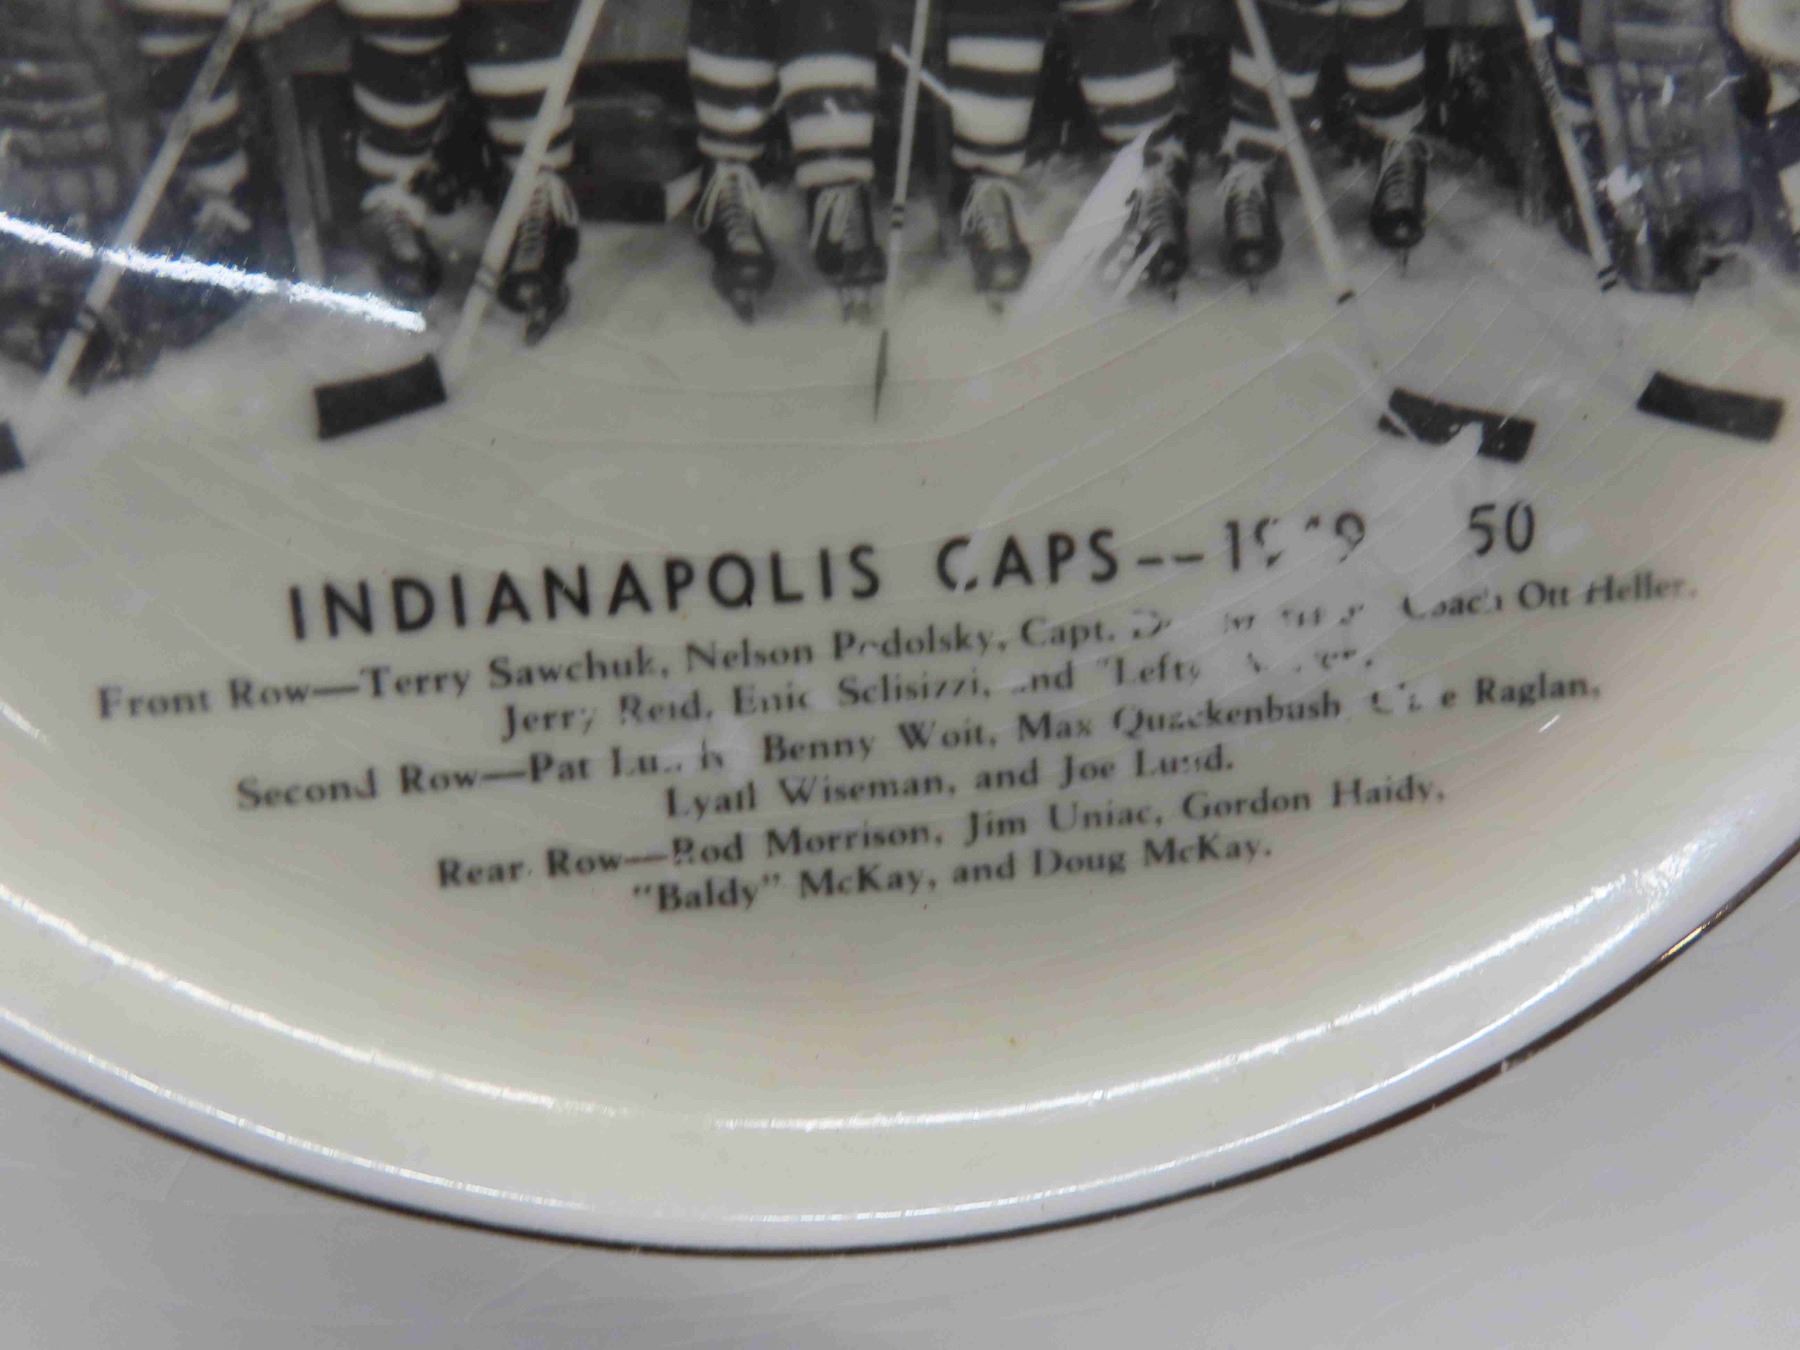 INDIANAPOLIS CAPS--1949 50
Front Row—Terry Sawchuk, Nelson Podolsky, Capt. Coach Ott Heller,
Jerry Reid, Enio Sclisizzi, and "Lefty
Second Row—Pat Benny Woit, Max Quackenbush, Raglan,
Lyall Wiseman, and Joe Lund.
Rear Row—Rod Morrison, Jim Uniac, Gordon Haidy,
"Baldy" McKay, and Doug McKay.